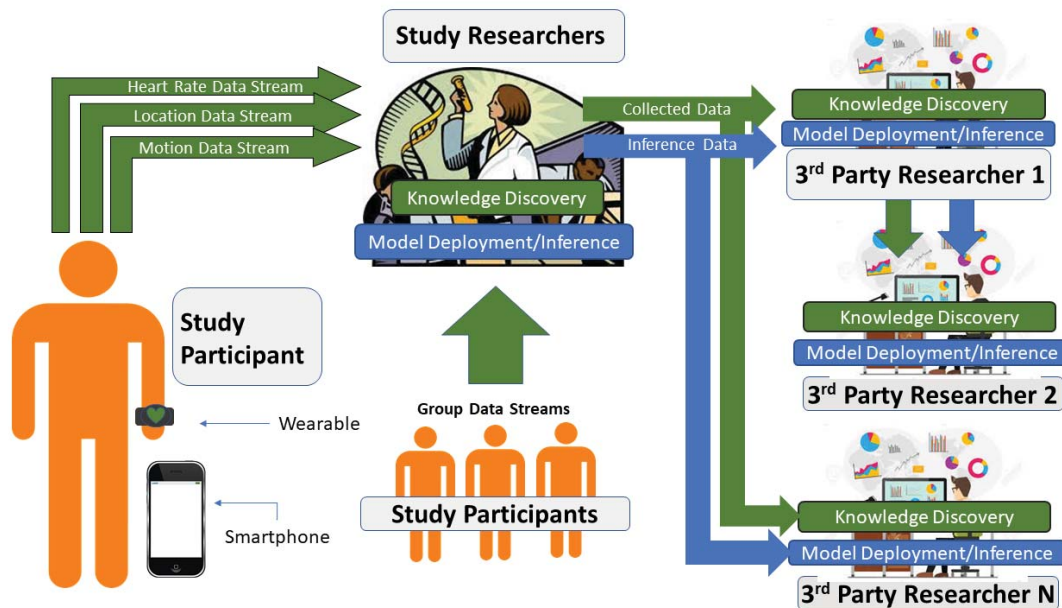 Study Researchers
Heart Rate Data Stream
Location Data Stream
Motion Data Stream
Knowledge Discovery
Model Deployment/Inference
Collected Data
Inference Data
Knowledge Discovery
Model Deployment/Inference
3rd Party Researcher 1
Knowledge Discovery
Model Deployment/Inference
3rd Party Researcher 2
Knowledge Discovery
Model Deployment/Inference
3rd Party Researcher N
Study
Participant
Wearable
Smartphone
Group Data Streams
Study Participants